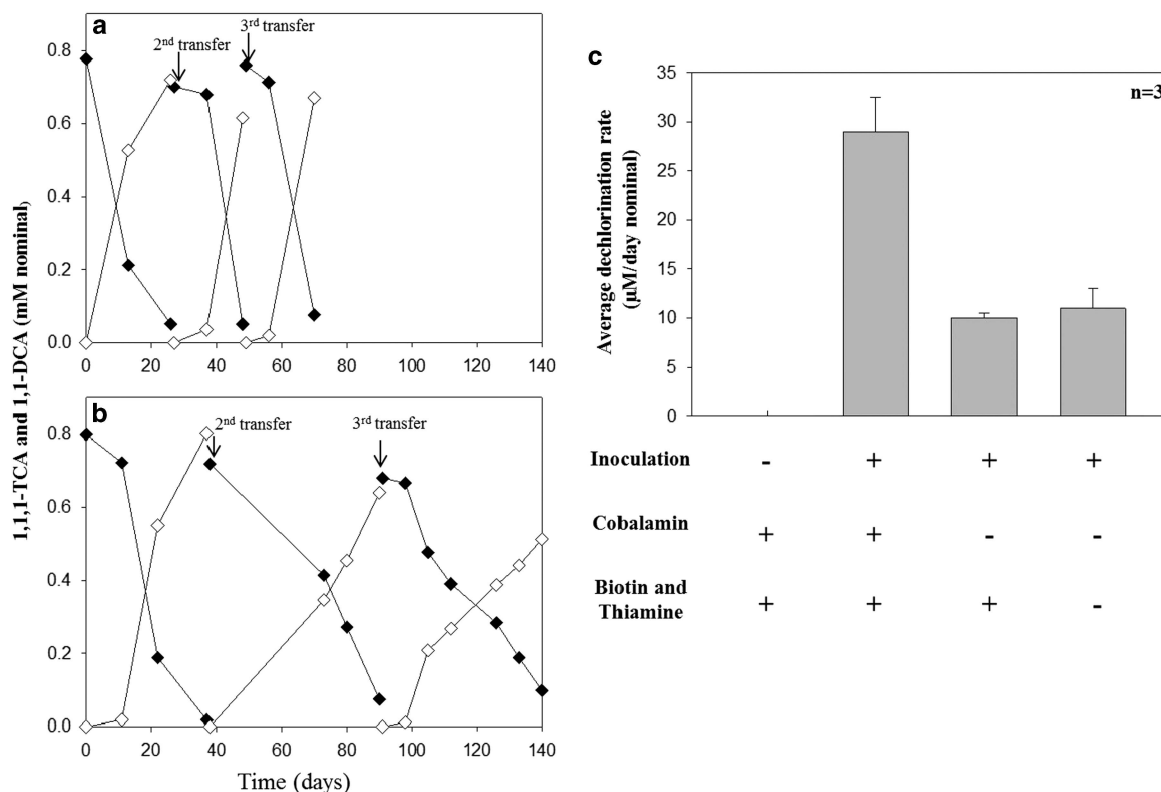 a
2nd transfer
3rd transfer
0.8
0.6
0.4
0.2
0.0
0 20 40 60 80 100 120 140
b
2nd transfer
3rd transfer
0.8
0.6
0.4
0.2
0.0
0 20 40 60 80 100 120 140
1,1,1-TCA and 1,1-DCA (mM nominal)
Time (days)
c
n=3
35
30
25
20
15
10
5
0
Average dechlorination rate
(µM/day nominal)
Inoculation - + + +
Cobalamin + + - -
Biotin and
Thiamine + + + -